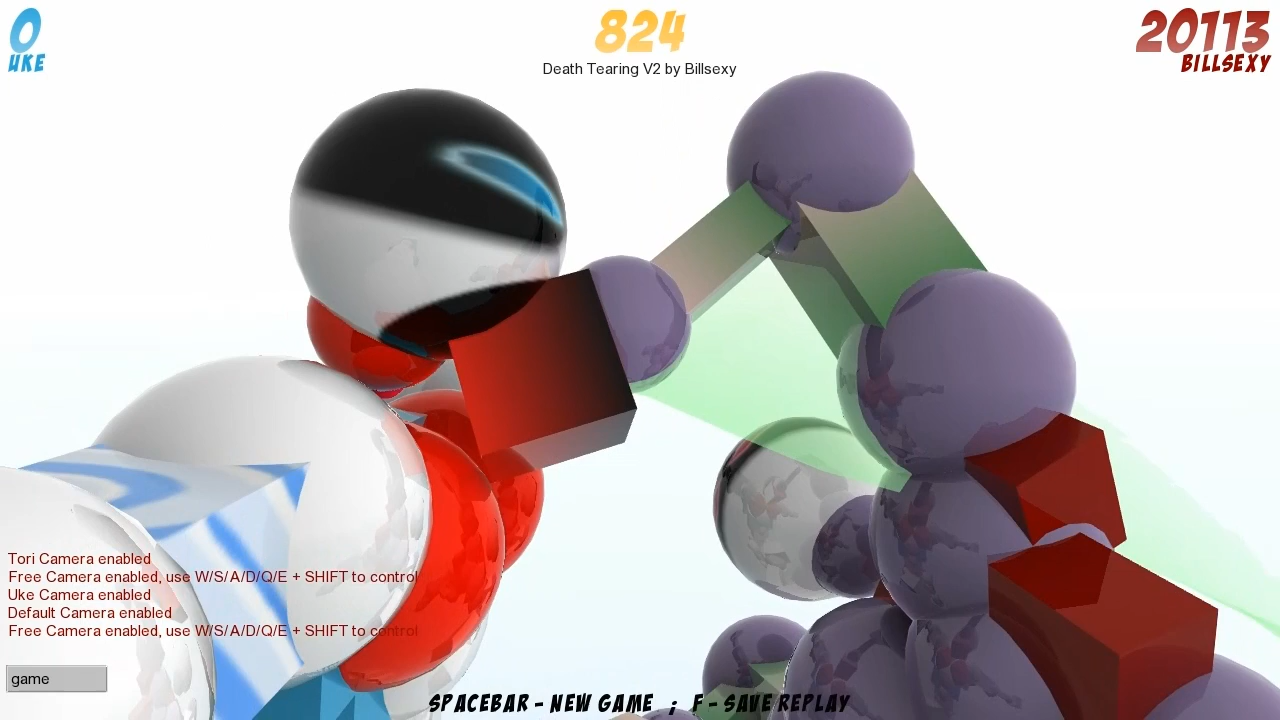 0
UKE
824
Death Tearing V2 by Billsexy
20113
BILLSEXY
Tori Camera enabled
Free Camera enabled, use W/S/A/D/Q/E + SHIFT to control
Uke Camera enabled
Default Camera enabled
Free Camera enabled, use W/S/A/D/Q/E + SHIFT to control
game
SPACEBAR - NEW GAME ; F - SAVE REPLAY